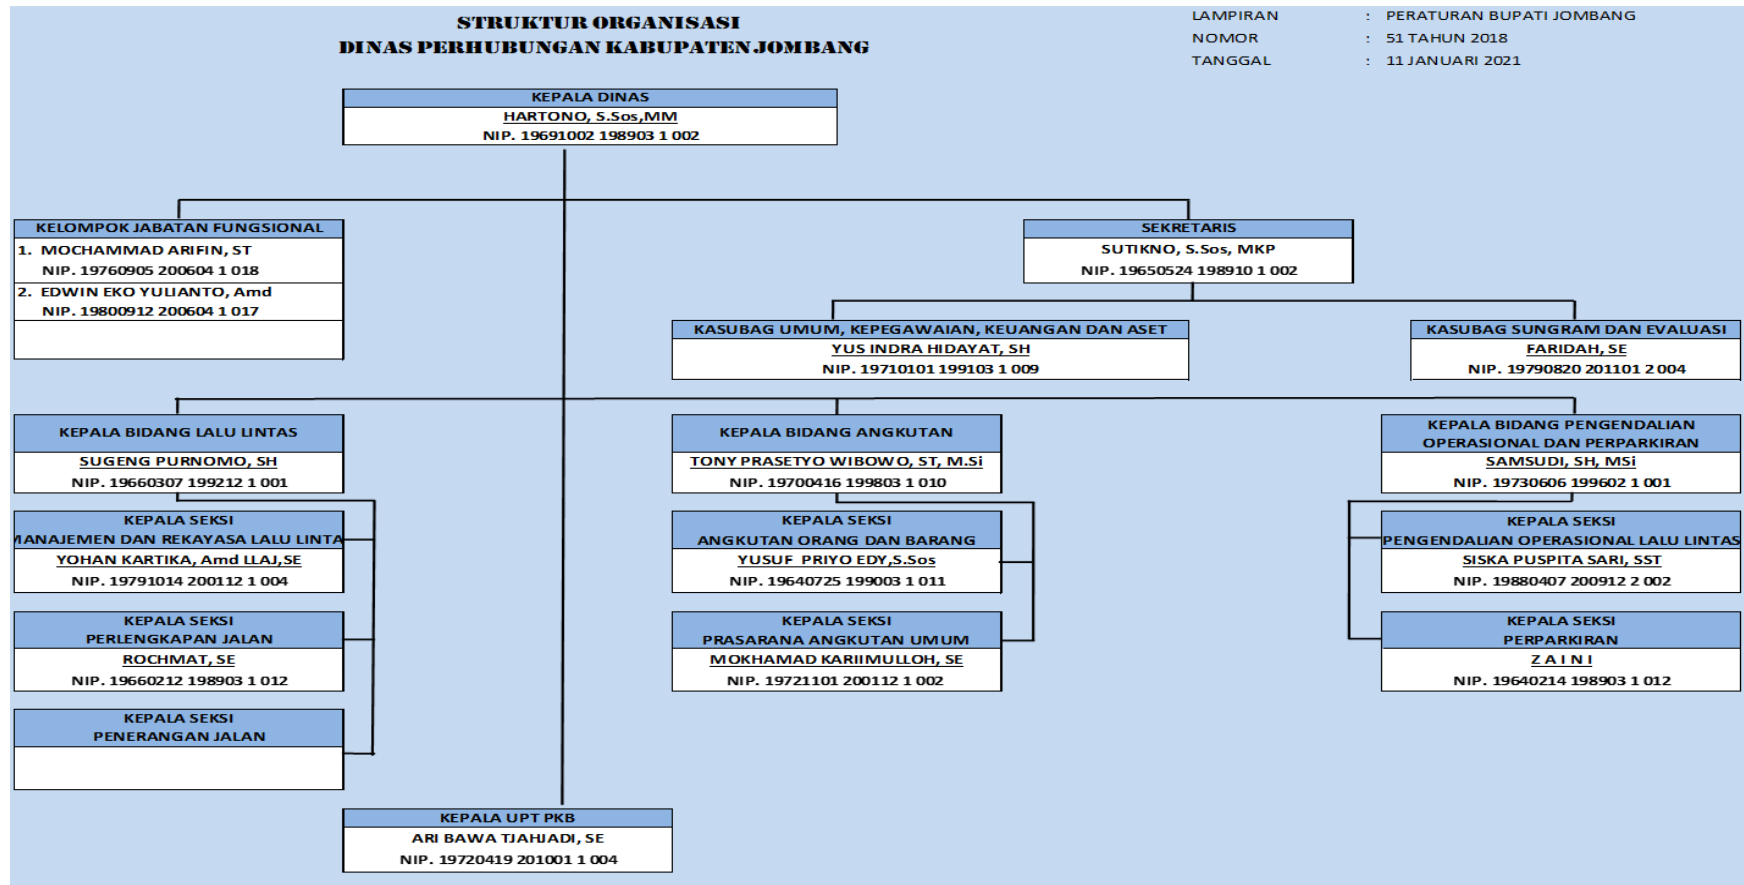 STRUKTUR ORGANISASI
DINAS PERHUBUNGAN KABUPATEN JOMBANG
LAMPIRAN : PERATURAN BUPATI JOMBANG
NOMOR : 51 TAHUN 2018
TANGGAL : 11 JANUARI 2021
KEPALA DINAS
HARTONO, S.Sos,MM
NIP. 19691002 198903 1 002
KELOMPOK JABATAN FUNGSIONAL
1. MOCHAMMAD ARIFIN, ST
NIP. 19760905 200604 1 018
2. EDWIN EKO YULIANTO, Amd
NIP. 19800912 200604 1 017
SEKRETARIS
SUTIKNO, S.Sos, MKP
NIP. 19650524 198910 1 002
KASUBAG UMUM, KEPEGAWAIAN, KEUANGAN DAN ASET
YUS INDRA HIDAYAT, SH
NIP. 19710101 199103 1 009
KASUBAG SUNGRAM DAN EVALUASI
FARIDAH, SE
NIP. 19790820 201101 2 004
KEPALA BIDANG LALU LINTAS
SUGENG PURNOMO, SH
NIP. 19660307 199212 1 001
KEPALA SEKSI
MANAJEMEN DAN REKAYASA LALU LINTA
YOHAN KARTIKA, Amd LLAJ,SE
NIP. 19791014 200112 1 004
KEPALA SEKSI
PERLENGKAPAN JALAN
ROCHMAT, SE
NIP. 19660212 198903 1 012
KEPALA SEKSI
PENERANGAN JALAN
KEPALA BIDANG ANGKUTAN
TONY PRASETYO WIBOWO, ST, M.Si
NIP. 19700416 199803 1 010
KEPALA SEKSI
ANGKUTAN ORANG DAN BARANG
YUSUF PRIYO EDY,S.Sos
NIP. 19640725 199003 1 011
KEPALA SEKSI
PRASARANA ANGKUTAN UMUM
MOKHAMAD KARIIMULLOH, SE
NIP. 19721101 200112 1 002
KEPALA BIDANG PENGENDALIAN
OPERASIONAL DAN PERPARKIRAN
SAMSUDI, SH, MSi
NIP. 19730606 199602 1 001
KEPALA SEKSI
PENGENDALIAN OPERASIONAL LALU LINTAS
SISKA PUSPITA SARI, SST
NIP. 19880407 200912 2 002
KEPALA SEKSI
PERPARKIRAN
Z A I N I
NIP. 19640214 198903 1 012
KEPALA UPT PKB
ARI BAWA TJAHJADI, SE
NIP. 19720419 201001 1 004